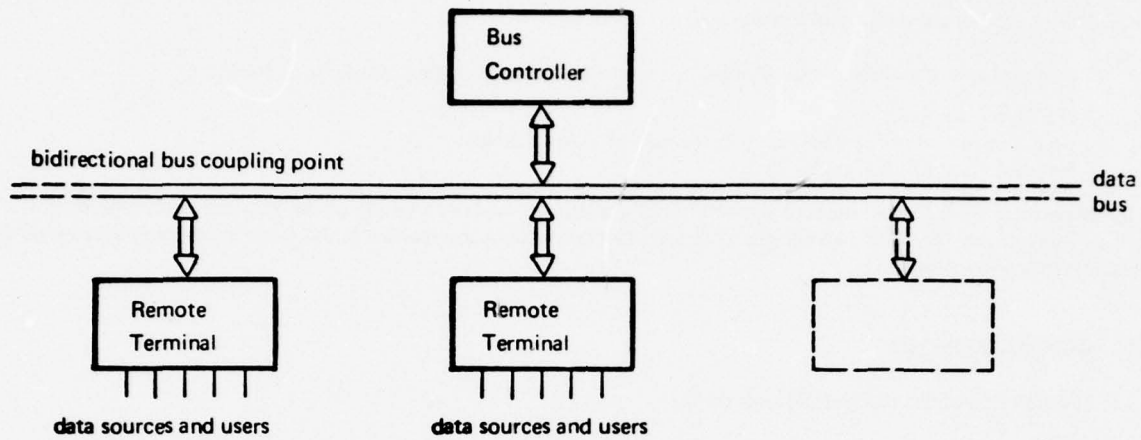 Bus
Controller
bidirectional bus coupling point
data
bus
Remote
Terminal
Remote
Terminal
data sources and users
data sources and users